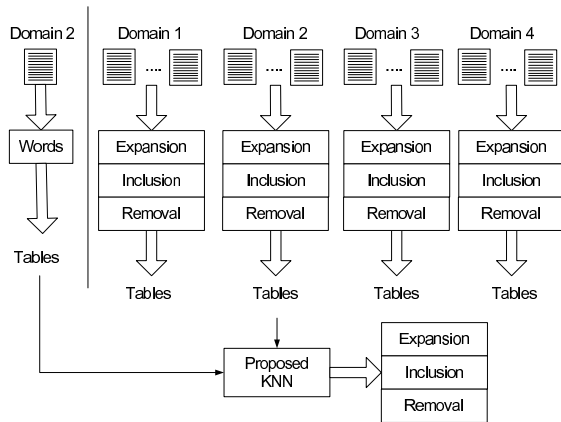 Domain 2
Domain 1
Domain 2
Domain 3
Domain 4
.... .... .... ....
Words
Expansion
Expansion
Expansion
Expansion
Inclusion
Inclusion
Inclusion
Inclusion
Removal
Removal
Removal
Removal
Tables
Tables
Tables
Tables
Tables
Proposed
KNN
Expansion
Inclusion
Removal